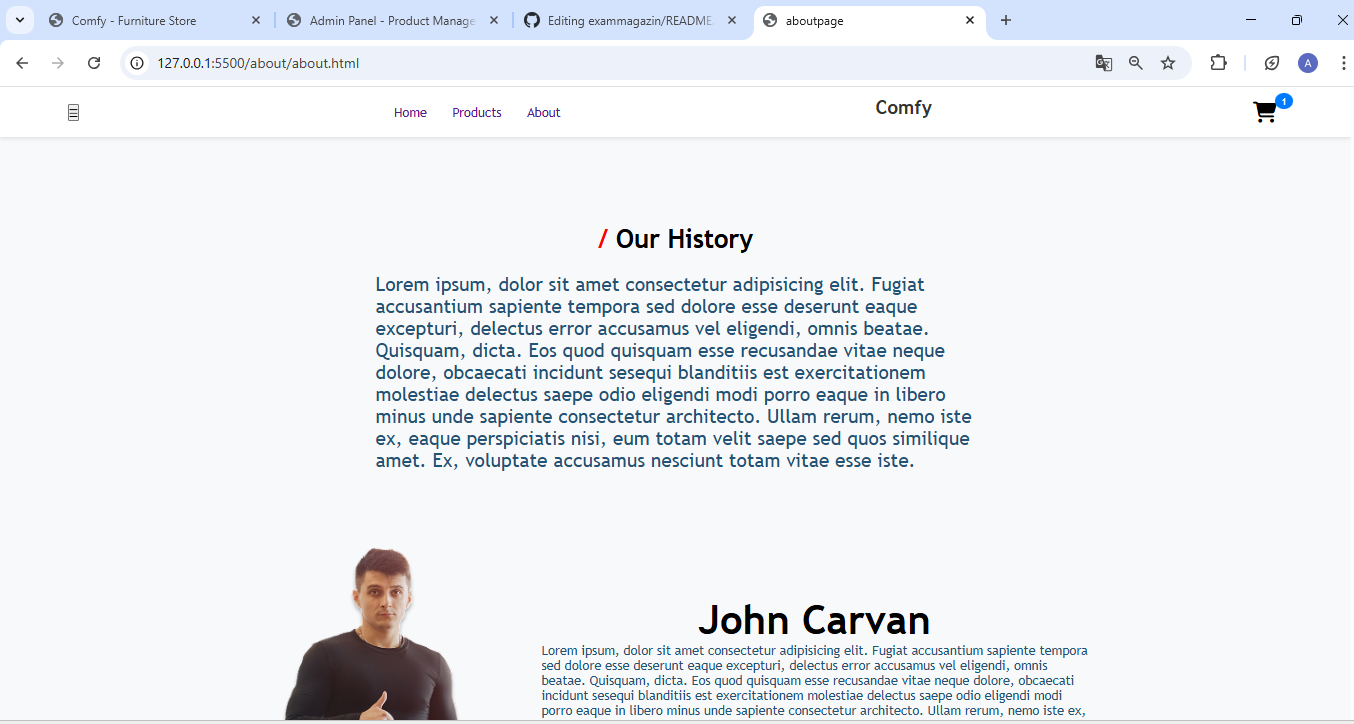 Comfy - Furniture Store
Admin Panel - Product Manage
Editing exammagazin/README.
aboutpage
127.0.0.1:5500/about/about.html
A
Home Products About
Comfy
1
/ Our History
Lorem ipsum, dolor sit amet consectetur adipisicing elit. Fugiat
accusantium sapiente tempora sed dolore esse deserunt eaque
excepturi, delectus error accusamus vel eligendi, omnis beatae.
Quisquam, dicta. Eos quod quisquam esse recusandae vitae neque
dolore, obcaecati incidunt sesequi blanditiis est exercitationem
molestiae delectus saepe odio eligendi modi porro eaque in libero
minus unde sapiente consectetur architecto. Ullam rerum, nemo iste
ex, eaque perspiciatis nisi, eum totam velit saepe sed quos similique
amet. Ex, voluptate accusamus nesciunt totam vitae esse iste.
John Carvan
Lorem ipsum, dolor sit amet consectetur adipisicing elit. Fugiat accusantium sapiente tempora
sed dolore esse deserunt eaque excepturi, delectus error accusamus vel eligendi, omnis
beatae. Quisquam, dicta. Eos quod quisquam esse recusandae vitae neque dolore, obcaecati
incidunt sesequi blanditiis est exercitationem molestiae delectus saepe odio eligendi modi
porro eaque in libero minus unde sapiente consectetur architecto. Ullam rerum, nemo iste ex,